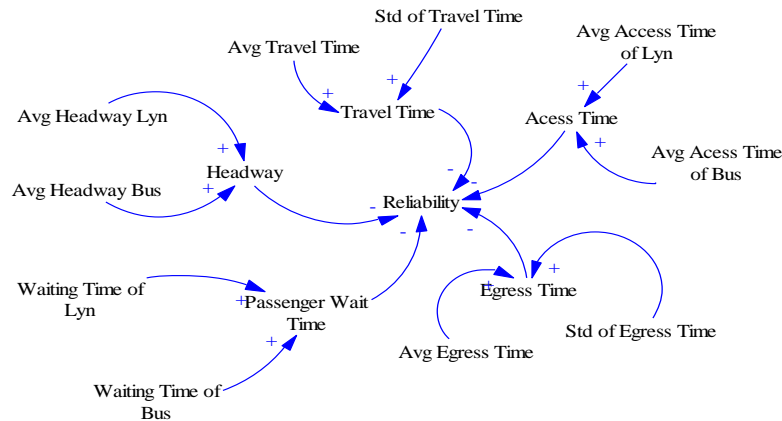 Std of Travel Time
Avg Travel Time
Avg Access Time
of Lyn
+
+
+
Avg Headway Lyn
Travel Time
Acess Time
+
+
Avg Acess Time
of Bus
Headway
-
-
Avg Headway Bus
+
-
Reliability
-
-
Waiting Time of
Lyn
+
Passenger Wait
Time
+
+
Egress Time
Std of Egress Time
+
Avg Egress Time
Waiting Time of
Bus